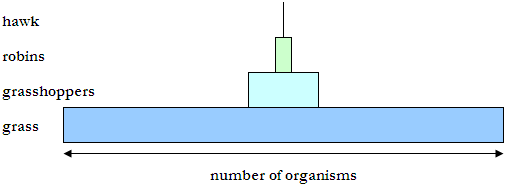 hawk
robins
grasshoppers
grass
number of organisms